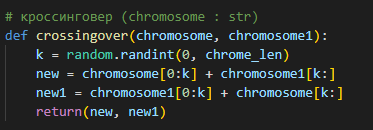 # кроссинговер (chromosome : str)
def crossingover(chromosome, chromosome1):
    k = random.randint(0, chrome_len)
    new = chromosome[0:k] + chromosome1[k:]
    new1 = chromosome1[0:k] + chromosome[k:]
    return(new, new1)